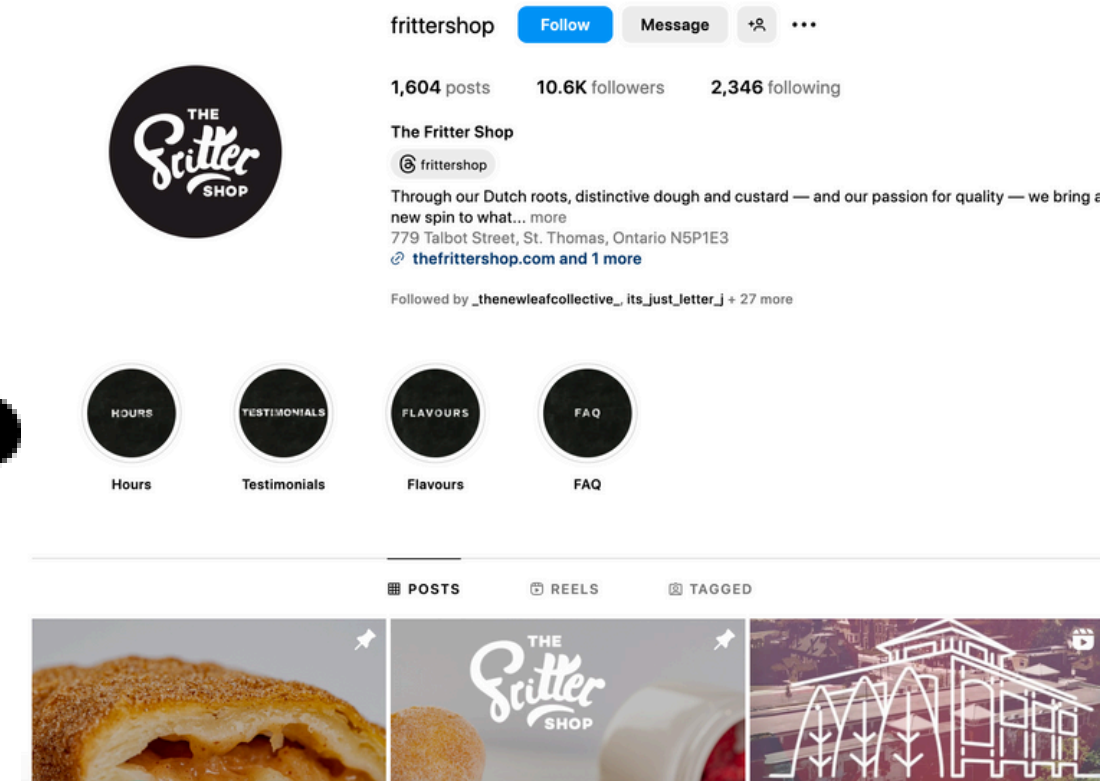 frittershop Follow Message
1,604 posts 10.6K followers 2,346 following
The Fritter Shop
frittershop
Through our Dutch roots, distinctive dough and custard — and our passion for quality — we bring a
new spin to what... more
779 Talbot Street, St. Thomas, Ontario N5P1E3
thefrittershop.com and 1 more
Followed by _thenewleafcollective_, its_just_letter_j + 27 more
THE
Fritter
SHOP
HOURS TESTIMONIALS FLAVOURS FAQ
Hours Testimonials Flavours FAQ
POSTS REELS TAGGED
THE
Fritter
SHOP